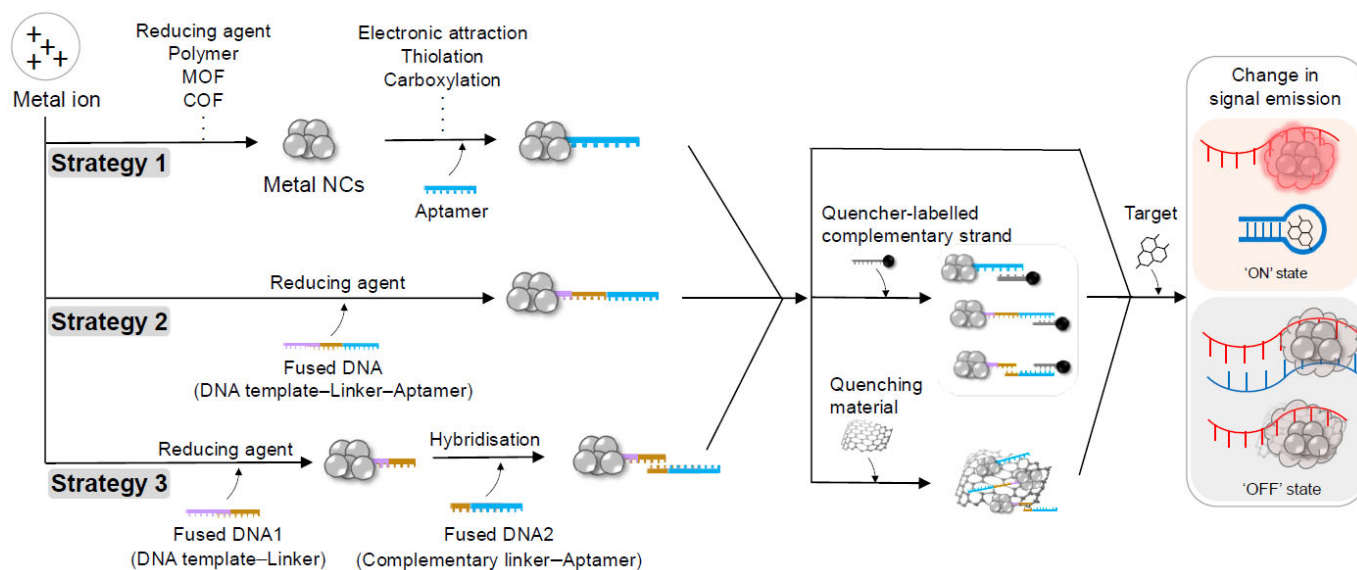 Metal ion
Reducing agent
Polymer
MOF
COF
Electronic attraction
Thiolation
Carboxylation
Strategy 1
Metal NCs
Aptamer
Strategy 2
Reducing agent
Fused DNA
(DNA template–Linker–Aptamer)
Strategy 3
Reducing agent
Fused DNA1
(DNA template–Linker)
Hybridisation
Fused DNA2
(Complementary linker–Aptamer)
Quencher-labelled
complementary strand
Quenching
material
Target
Change in
signal emission
‘ON’ state
‘OFF’ state